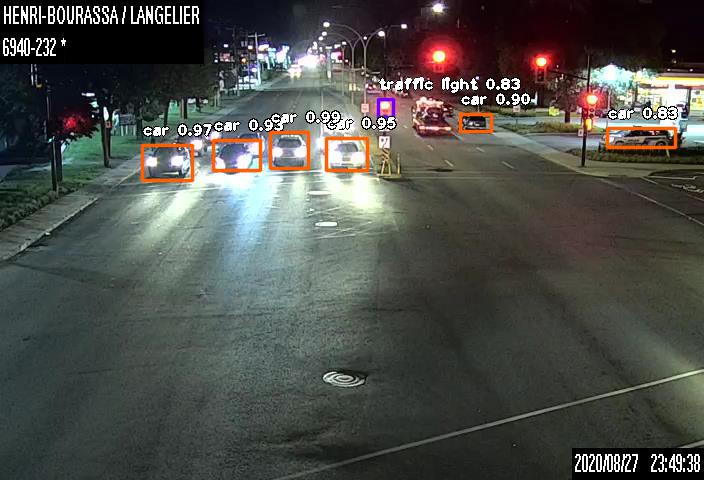 HENRI-BOURASSA / LANGELIER
6940-232 *
traffic light 0.83
car 0.90
car 0.83
car 0.97
car 0.93
car 0.99
car 0.95
2020/08/27 23:49:38